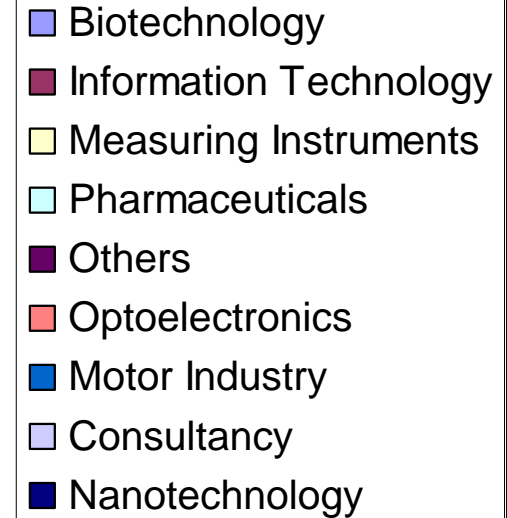 Biotechnology
Information Technology
Measuring Instruments
Pharmaceuticals
Others
Optoelectronics
Motor Industry
Consultancy
Nanotechnology